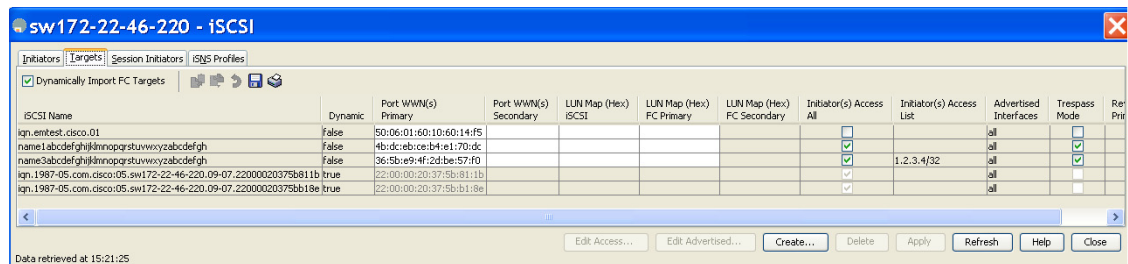 sw172-22-46-220 - iSCSI
Initiators Targets Session Initiators iSNS Profiles
Dynamically Import FC Targets
iSCSI Name Dynamic Port WWN(s) Primary Port WWN(s) Secondary LUN Map (Hex) iSCSI LUN Map (Hex) FC Primary LUN Map (Hex) FC Secondary Initiator(s) Access All Initiator(s) Access List Advertised Interfaces Trespass Mode Re Prin
iqn.emtest.cisco.01 false 50:06:01:60:10:60:14:f5 all
name1abcdefghijklmnopqrstuvwxyzabcdefgh false 4b:dc:eb:ce:b4:e1:70:dc all
name3abcdefghijklmnopqrstuvwxyzabcdefgh false 36:5b:e9:4f:2d:be:57:f0 1.2.3.4/32 all
iqn.1987-05.com.cisco:05.sw172-22-46-220.09-07.22000020375b811b true 22:00:00:20:37:5b:81:1b all
iqn.1987-05.com.cisco:05.sw172-22-46-220.09-07.22000020375bb18e true 22:00:00:20:37:5b:b1:8e all
Edit Access... Edit Advertised... Create... Delete Apply Refresh Help Close
Data retrieved at 15:21:25